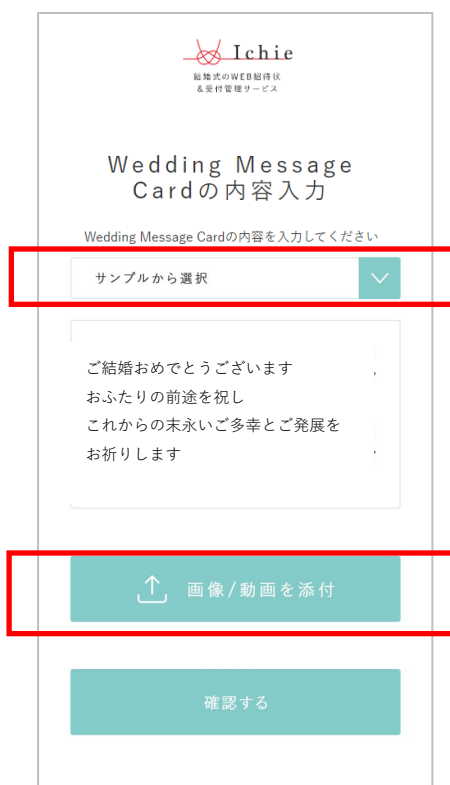 Ichie
結婚式のWEB招待状
&受付管理サービス
Wedding Message
Cardの内容入力
Wedding Message Cardの内容を入力してください
サンプルから選択
ご結婚おめでとうございます
おふたりの前途を祝し
これからの末永いご多幸とご発展を
お祈りします
画像/動画を添付
確認する